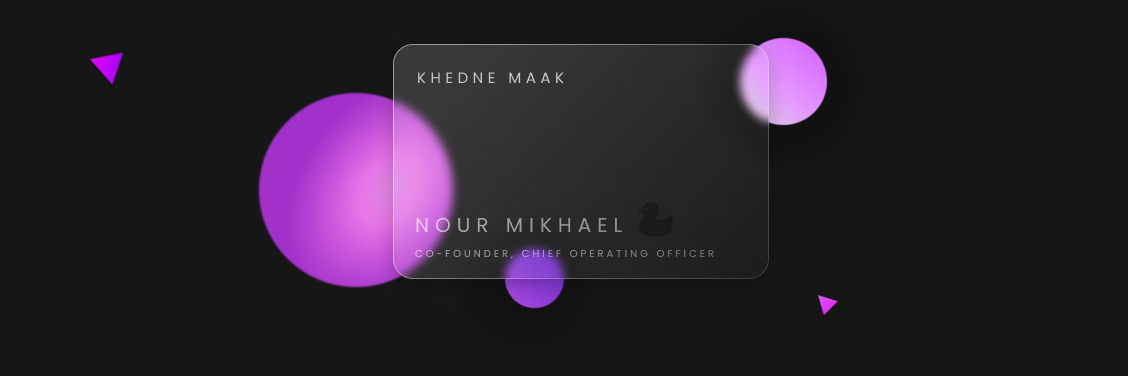 KHEDNE MAAK
NOUR MIKHAEL
CO-FOUNDER, CHIEF OPERATING OFFICER